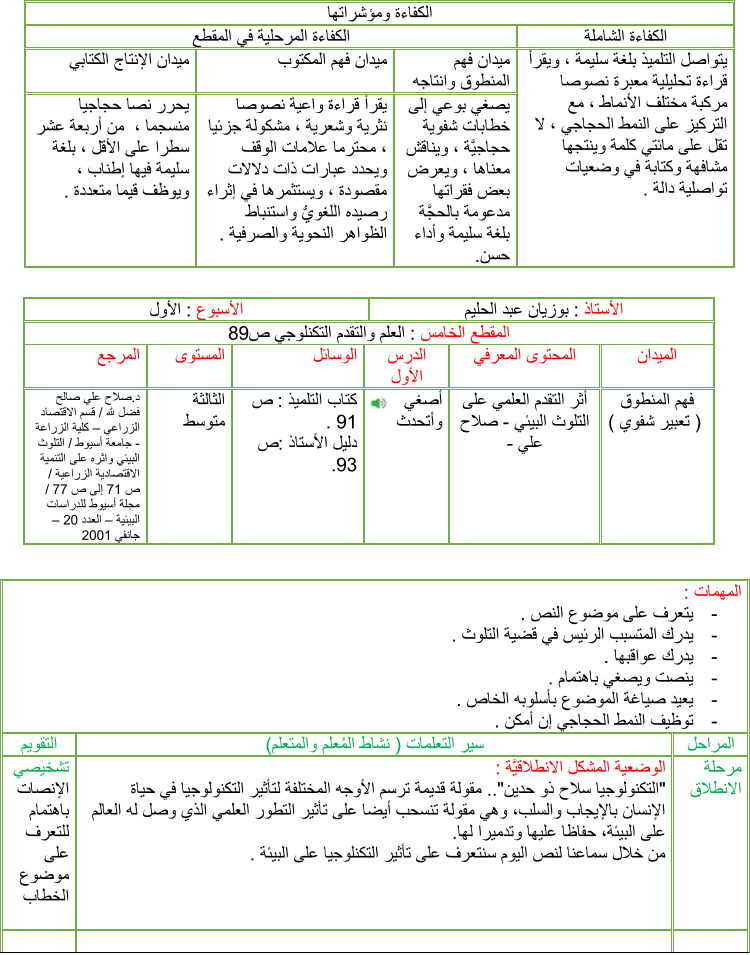 الكفاءة ومؤشراتها
الكفاءة الشاملة
الكفاءة المرحلية في المقطع
يتواصل التلميذ بلغة سليمة ، ويقرأ
قراءة تحليلية معبرة نصوصا
مركبة مختلف الأنماط ، مع
التركيز على النمط الحجاجي ، لا
تقل على مائتي كلمة وينتجها
مشافهة وكتابة في وضعيات
تواصلية دالة .
ميدان فهم
المنطوق وانتاجه
ميدان فهم المكتوب
ميدان الإنتاج الكتابي
يصغي بوعي إلى
خطابات شفوية
حجاجيَّة ، ويناقش
معناها ، ويعرض
بعض فقراتها
مدعومة بالحجَّة
بلغة سليمة وأداء
حسن.
يقرأ قراءة واعية نصوصا
نثرية وشعرية ، مشكولة جزئيا
، محترما علامات الوقف
ويحدد عبارات ذات دلالات
مقصودة ، ويستثمرها في إثراء
رصيده اللغويُّ واستنباط
الظواهر النحوية والصرفية .
يحرر نصا حجاجيا
منسجما ، من أربعة عشر
سطرا على الأقل ، بلغة
سليمة فيها إطناب ،
ويوظف قيما متعددة .
الأستاذ : بوزيان عبد الحليم
الأسبوع : الأول
المقطع الخامس : العلم والتقدم التكنلوجي ص89
الميدان
المحتوى المعرفي
الدرس
الأول
الوسائل
المستوى
المرجع
فهم المنطوق
( تعبير شفوي )
أثر التقدم العلمي على
التلوث البيئي - صلاح
علي -
أصغي
وأتحدث
كتاب التلميذ : ص
91 .
دليل الأستاذ :ص
93.
الثالثة
متوسط
د.صلاح علي صالح
فضل الله / قسم الاقتصاد
الزراعي – كلية الزراعة
- جامعة أسيوط / التلوث
البيئي واثره على التنمية
الاقتصادية الزراعية /
ص 71 إلى ص 77 /
مجلة أسيوط للدراسات
البيئية – العدد 20 –
جانفي 2001
المهمات :
- يتعرف على موضوع النص .
- يدرك المتسبب الرئيس في قضية التلوث .
- يدرك عواقبها .
- ينصت ويصغي باهتمام .
- يعيد صياغة الموضوع بأسلوبه الخاص .
- توظيف النمط الحجاجي إن أمكن .
المراحل
سير التعلمات ( نشاط المُعلم والمتعلم)
التقويم
مرحلة
الانطلاق
الوضعية المشكل الانطلاقيَّة :
"التكنولوجيا سلاح ذو حدين".. مقولة قديمة ترسم الأوجه المختلفة لتأثير التكنولوجيا في حياة
الإنسان بالإيجاب والسلب، وهي مقولة تنسحب أيضا على تأثير التطور العلمي الذي وصل له العالم
على البيئة، حفاظا عليها وتدميرا لها.
من خلال سماعنا لنص اليوم سنتعرف على تأثير التكنلوجيا على البيئة .
تشخيصي
الإنصات
باهتمام
للتعرف
على
موضوع
الخطاب